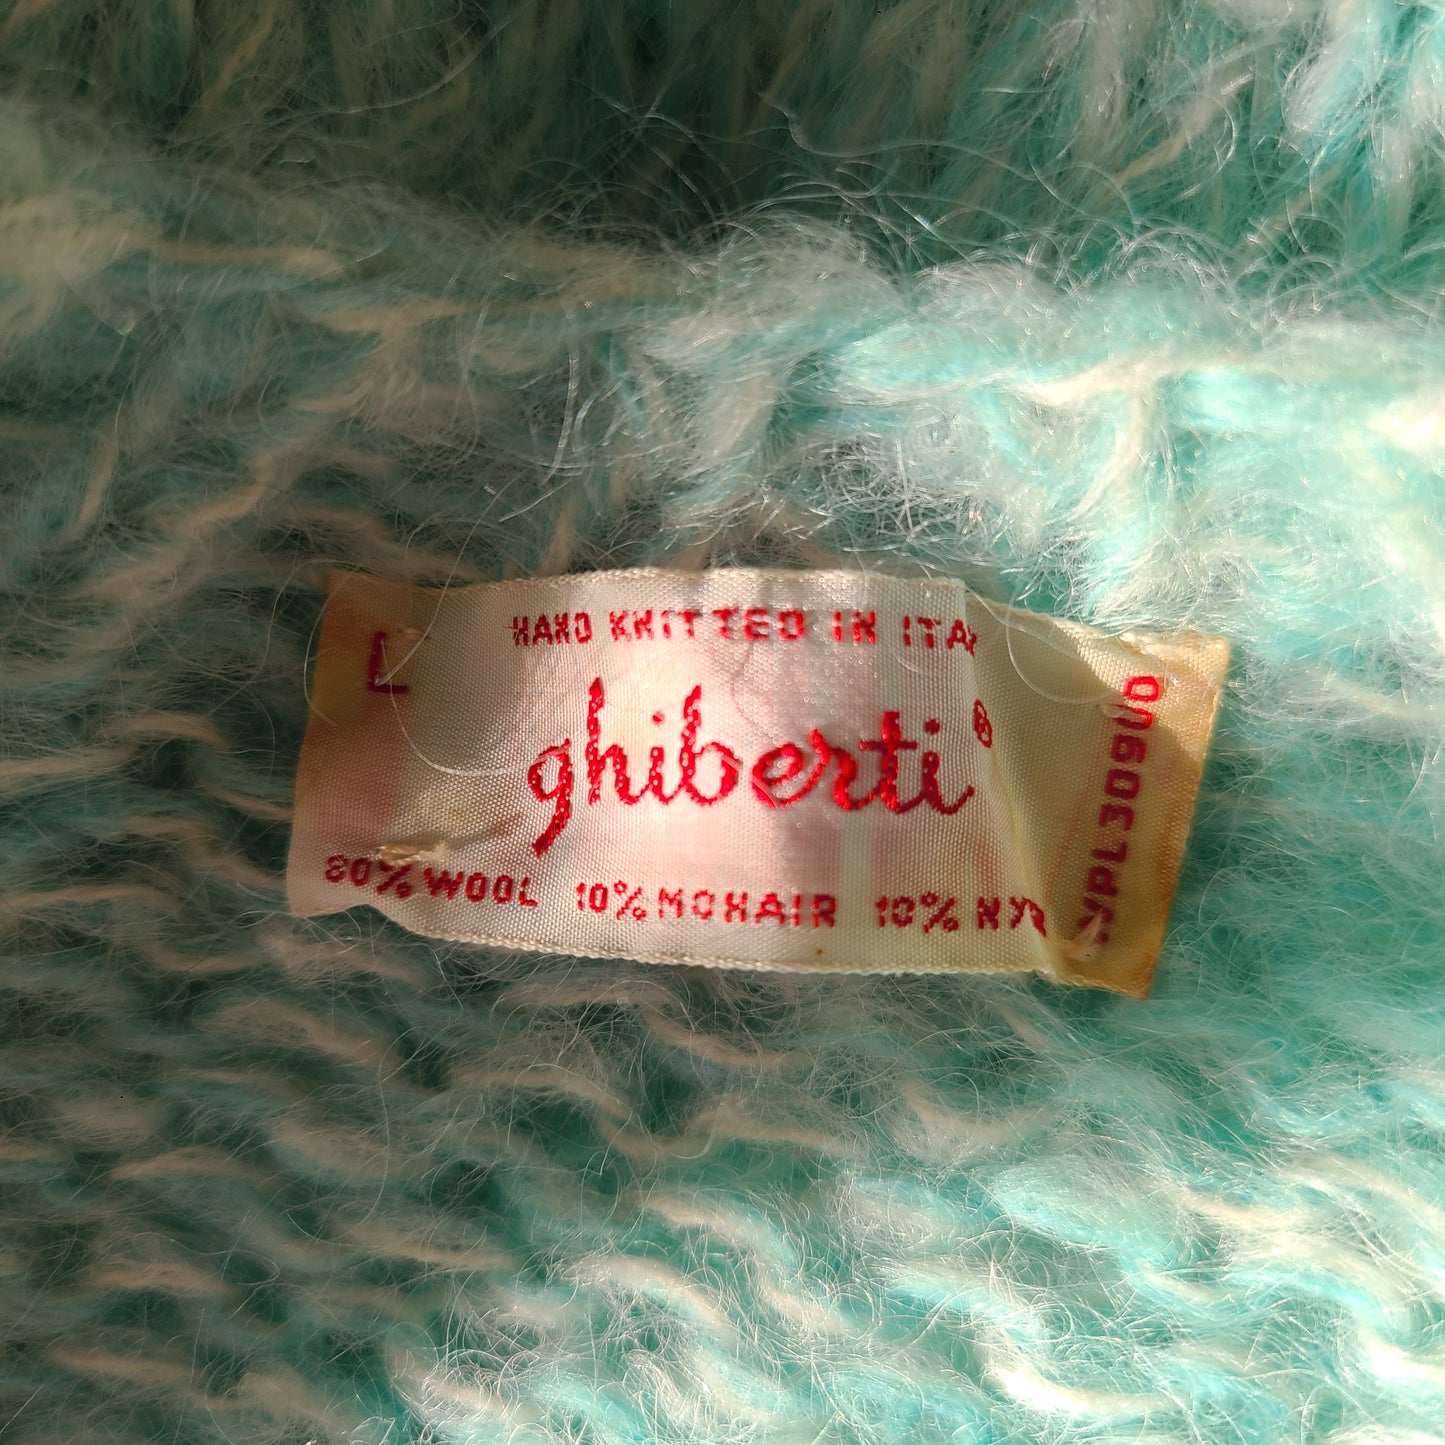 L
HAND KNITTED IN ITA
ghiberti ®
80% WOOL 10% MOHAIR 10% NY